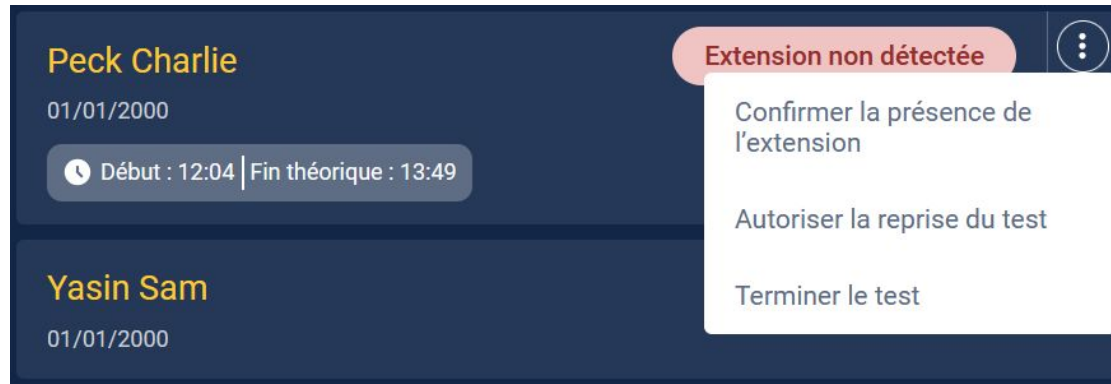 Peck Charlie
Extension non détectée
01/01/2000
Confirmer la présence de
l’extension
Début : 12:04 | Fin théorique : 13:49
Autoriser la reprise du test
Yasin Sam
Terminer le test
01/01/2000